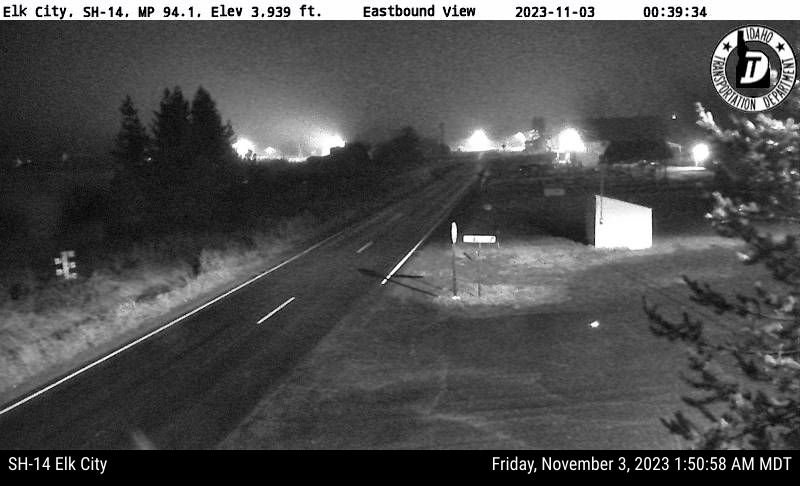 Elk City, SH-14, MP 94.1, Elev 3,939 ft. Eastbound View 2023-11-03 00:39:34
IDAHO
TRANSPORTATION DEPARTMENT
SH-14 Elk City Friday, November 3, 2023 1:50:58 AM MDT